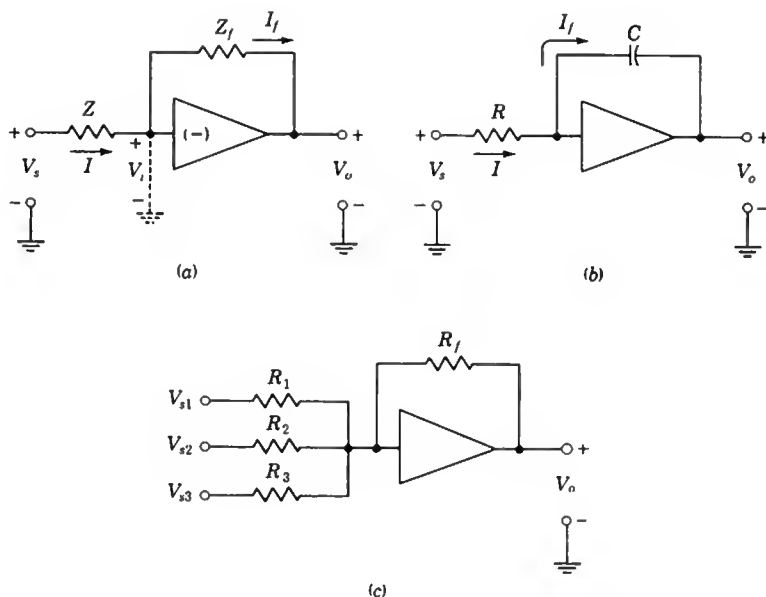 Z_f
I_f
Z
+
I
+
V_i
−
(−)
V_s
−
+
V_o
−
(a)
I_f
C
R
+
I
V_s
−
+
V_o
−
(b)
R_f
V_s1
R_1
V_s2
R_2
V_s3
R_3
+
V_o
−
(c)